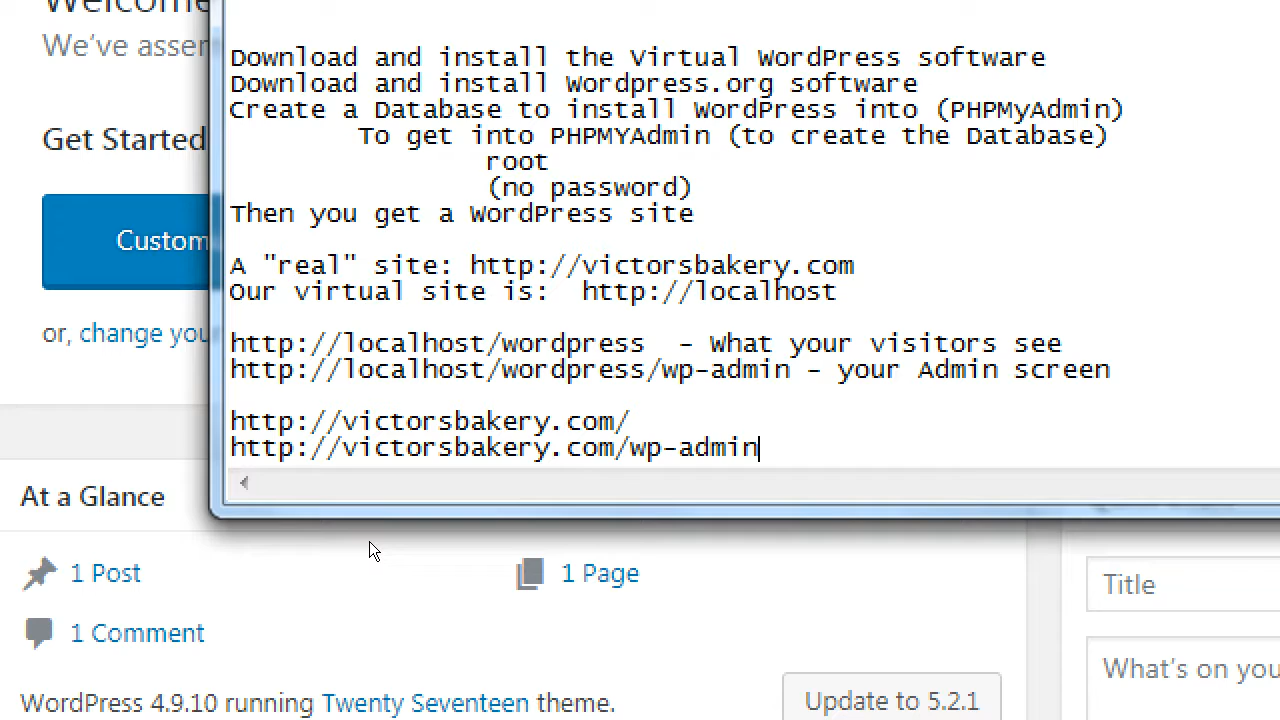 Welcome
We've asse
Get Started
Custom
or, change you
Download and install the Virtual WordPress software
Download and install Wordpress.org software
Create a Database to install WordPress into (PHPMyAdmin)
To get into PHPMYAdmin (to create the Database)
root
(no password)
Then you get a WordPress site
A "real" site: http://victorsbakery.com
Our virtual site is:  http://localhost
http://localhost/wordpress  - What your visitors see
http://localhost/wordpress/wp-admin - your Admin screen
http://victorsbakery.com/
http://victorsbakery.com/wp-admin
At a Glance
1 Post
1 Page
1 Comment
WordPress 4.9.10 running Twenty Seventeen theme.
Update to 5.2.1
Title
What's on you